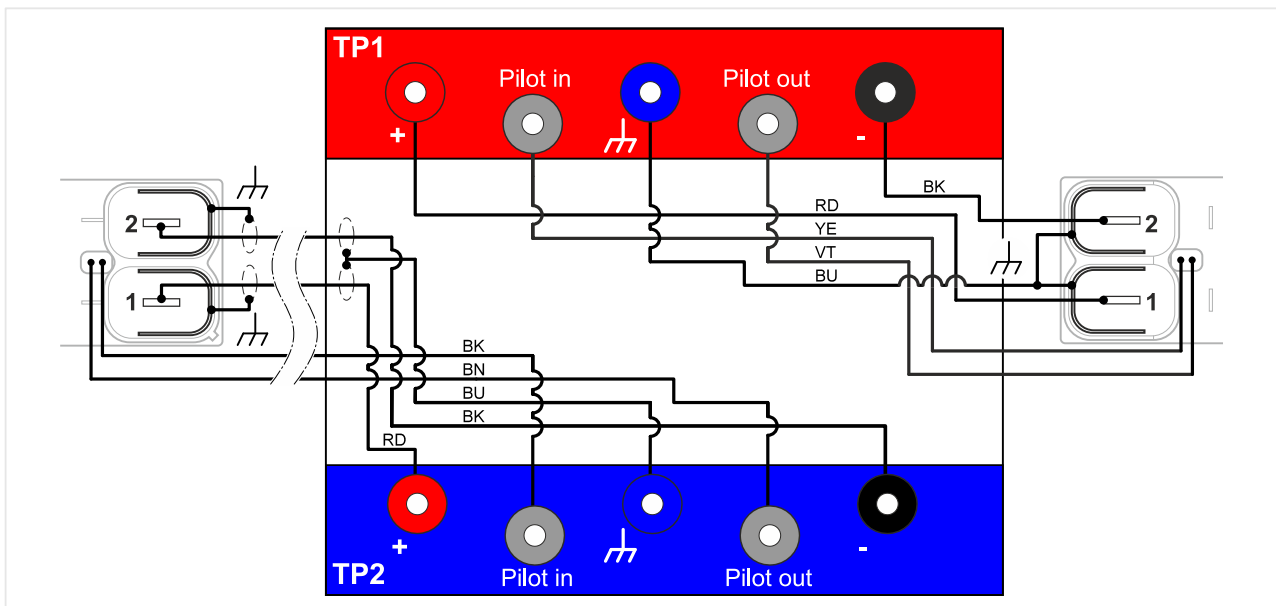 TP1
Pilot in
Pilot out
+
-
BK
RD
YE
VT
BU
2
1
2
1
BK
BN
BU
BK
RD
+
-
Pilot in
Pilot out
TP2